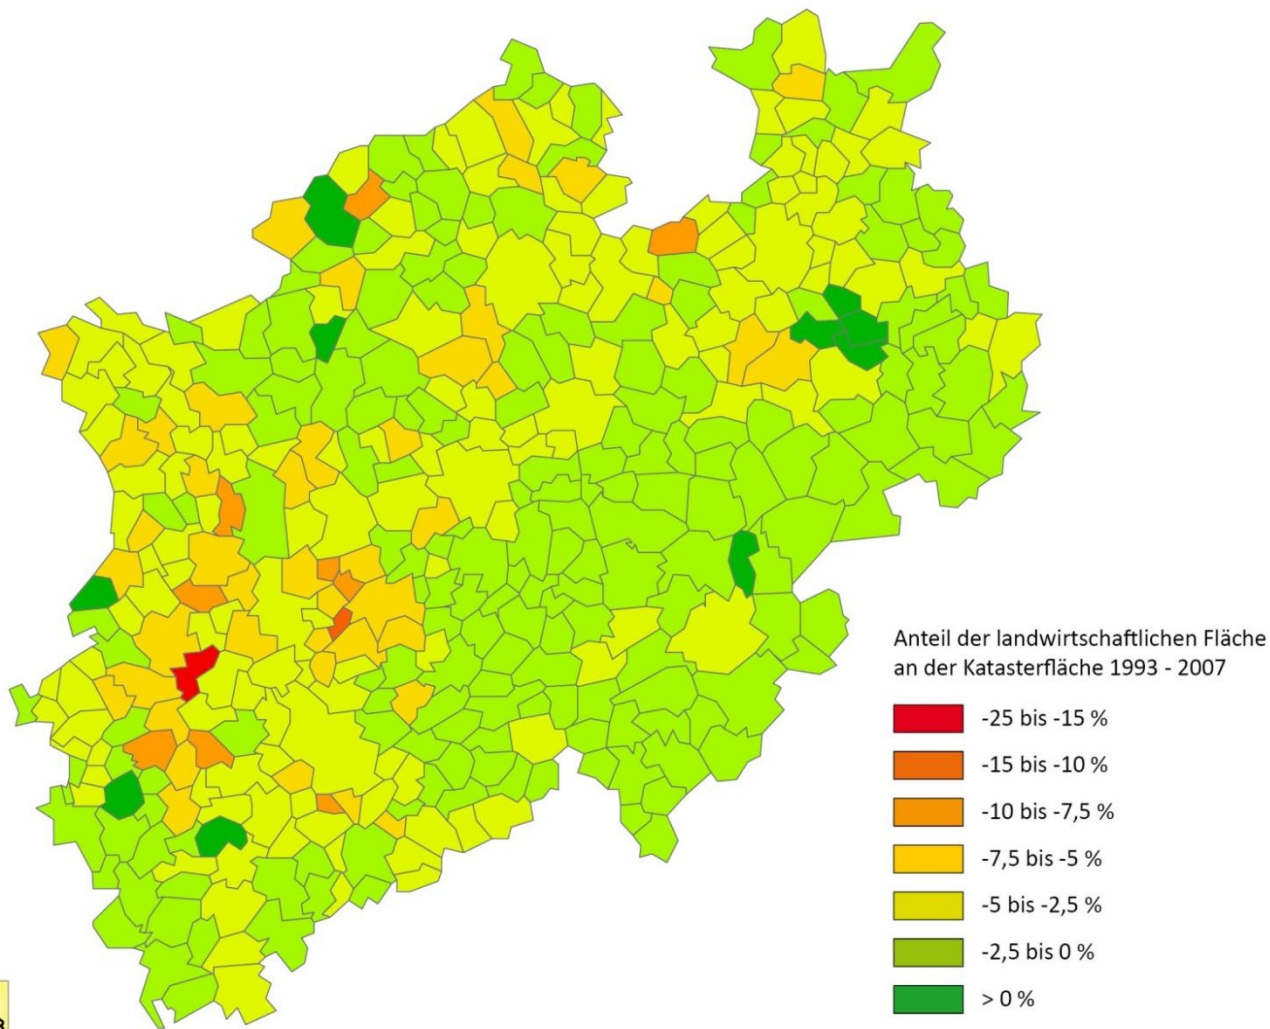 Anteil der landwirtschaftlichen Fläche
an der Katasterfläche 1993 - 2007
-25 bis -15 %
-15 bis -10 %
-10 bis -7,5 %
-7,5 bis -5 %
-5 bis -2,5 %
-2,5 bis 0 %
> 0 %